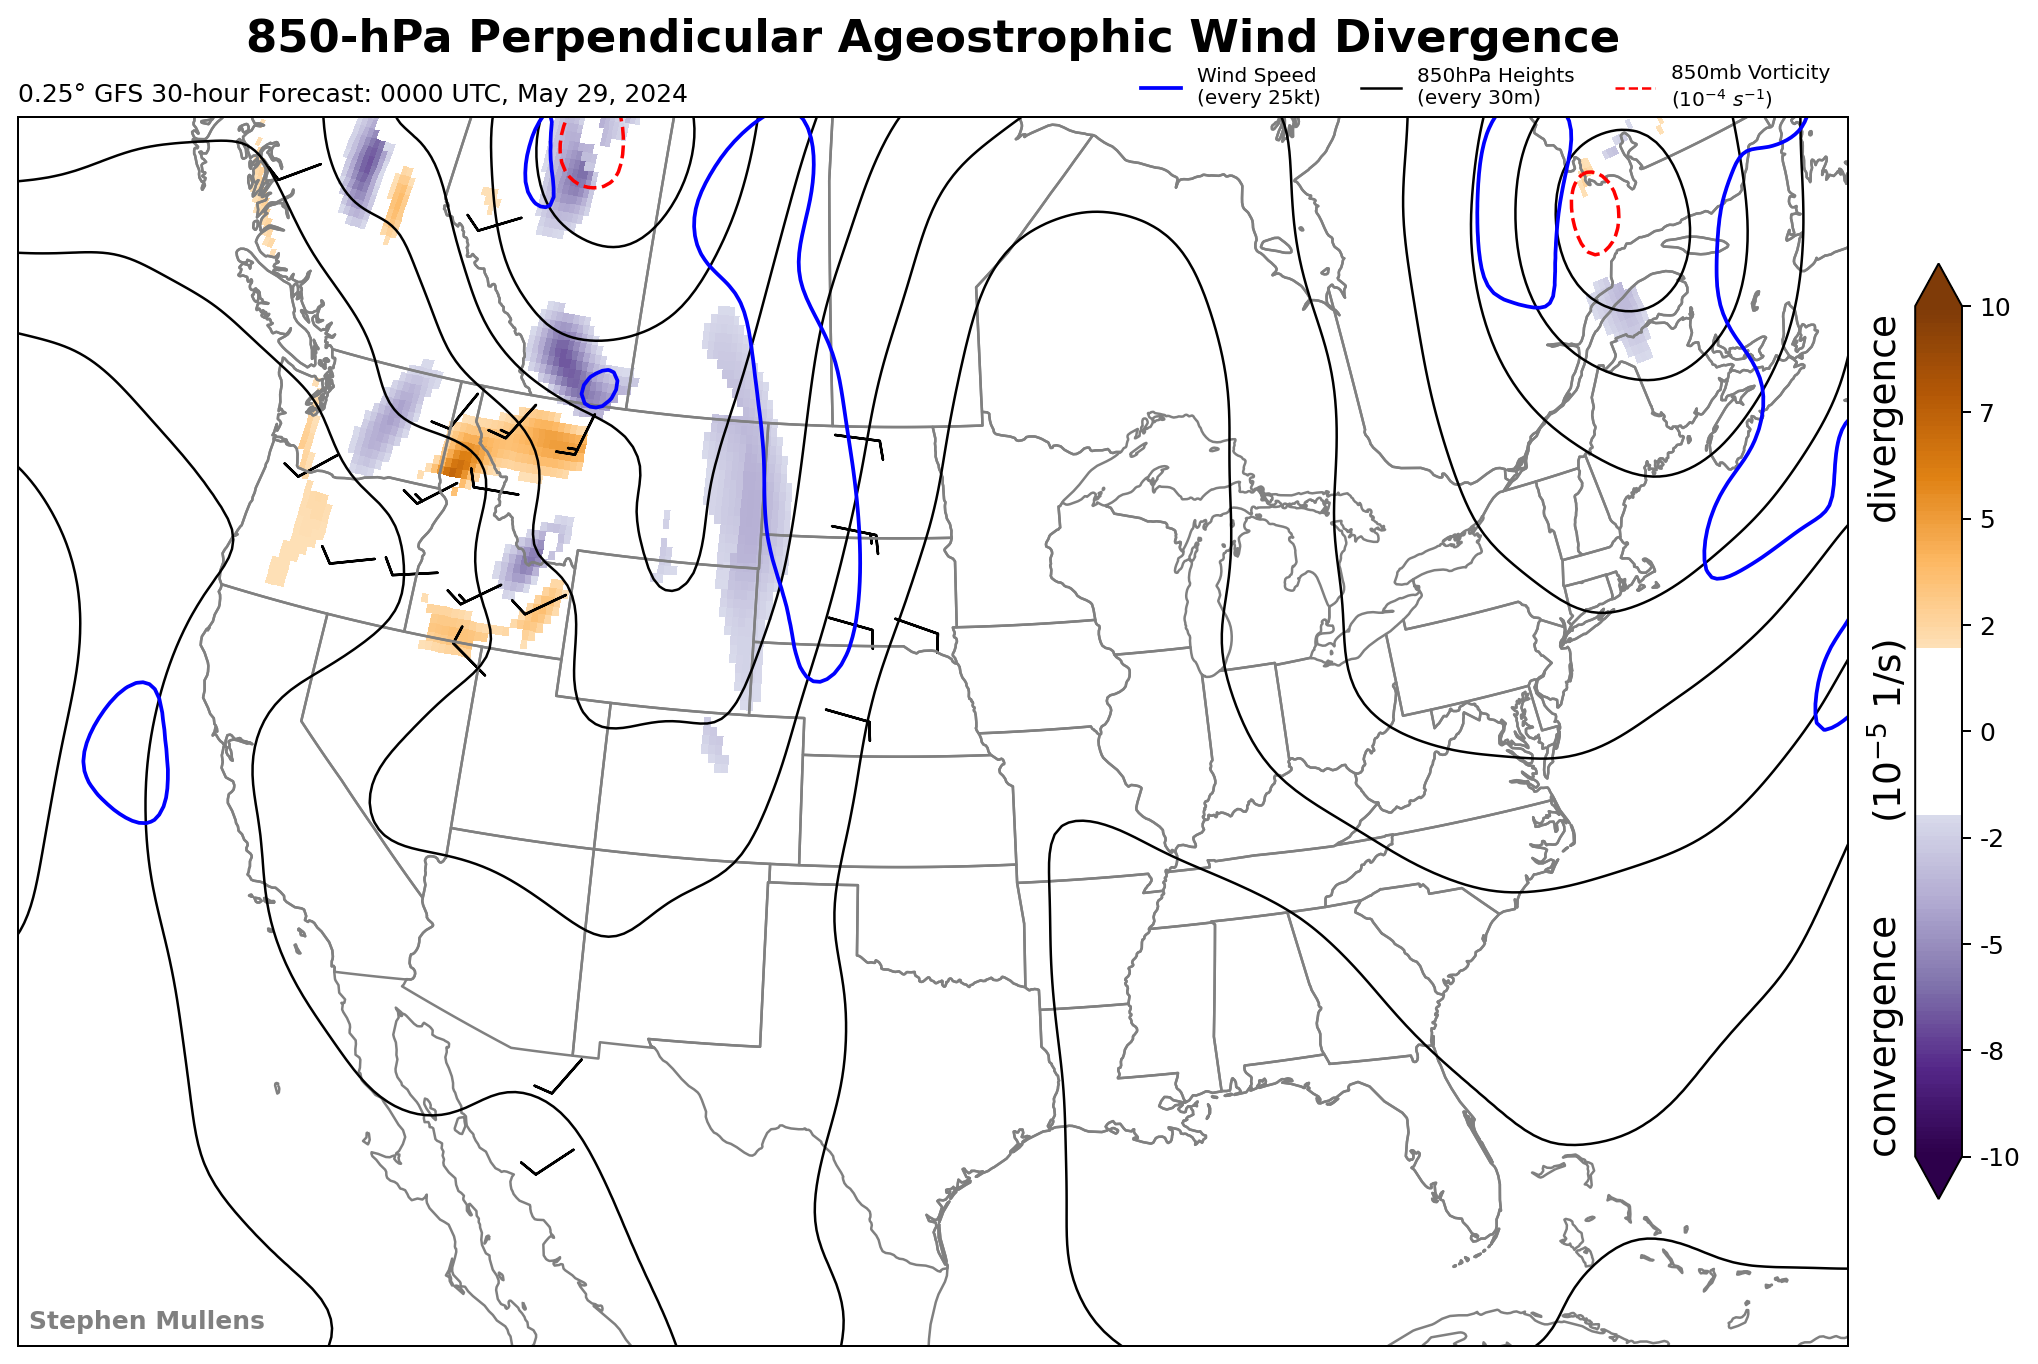 850-hPa Perpendicular Ageostrophic Wind Divergence
0.25° GFS 30-hour Forecast: 0000 UTC, May 29, 2024
Wind Speed
(every 25kt)
850hPa Heights
(every 30m)
850mb Vorticity
(10⁻⁴ s⁻¹)
10
7
5
2
0
-2
-5
-8
-10
divergence
(10⁻⁵ 1/s)
convergence
Stephen Mullens